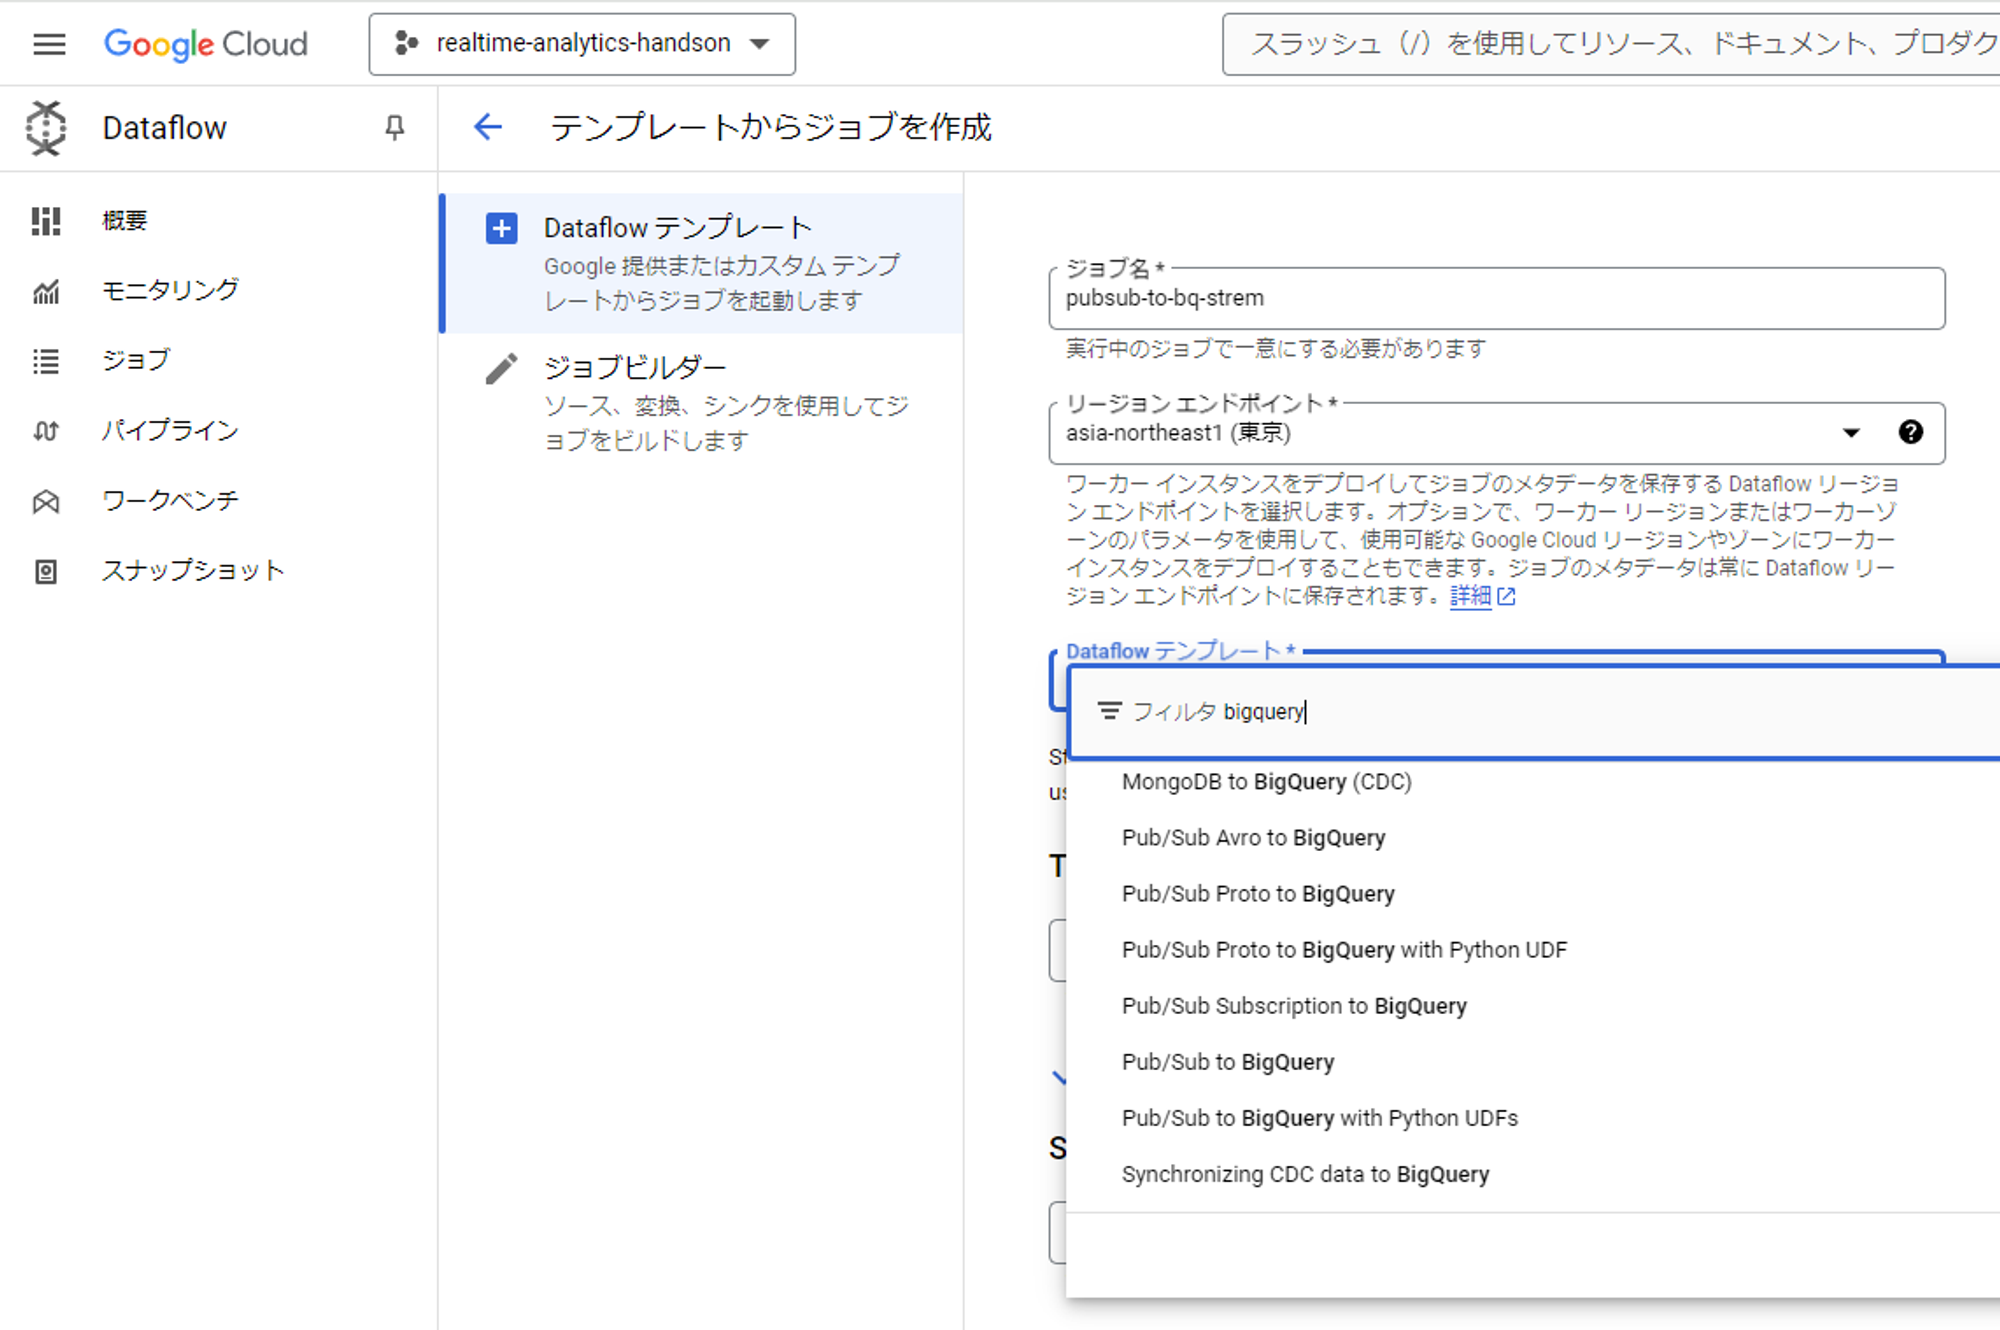 Google Cloud
realtime-analytics-handson
スラッシュ（/）を使用してリソース、ドキュメント、プロダク
Dataflow
テンプレートからジョブを作成
概要
モニタリング
ジョブ
パイプライン
ワークベンチ
スナップショット
Dataflow テンプレート
Google 提供またはカスタム テンプ
レートからジョブを起動します
ジョブビルダー
ソース、変換、シンクを使用してジ
ョブをビルドします
ジョブ名 *
pubsub-to-bq-strem
実行中のジョブで一意にする必要があります
リージョン エンドポイント *
asia-northeast1 (東京)
ワーカー インスタンスをデプロイしてジョブのメタデータを保存する Dataflow リージョ
ン エンドポイントを選択します。オプションで、ワーカー リージョンまたはワーカーゾ
ーンのパラメータを使用して、使用可能な Google Cloud リージョンやゾーンにワーカー
インスタンスをデプロイすることもできます。ジョブのメタデータは常に Dataflow リー
ジョン エンドポイントに保存されます。詳細
Dataflow テンプレート *
フィルタ bigquery
MongoDB to BigQuery (CDC)
Pub/Sub Avro to BigQuery
Pub/Sub Proto to BigQuery
Pub/Sub Proto to BigQuery with Python UDF
Pub/Sub Subscription to BigQuery
Pub/Sub to BigQuery
Pub/Sub to BigQuery with Python UDFs
Synchronizing CDC data to BigQuery